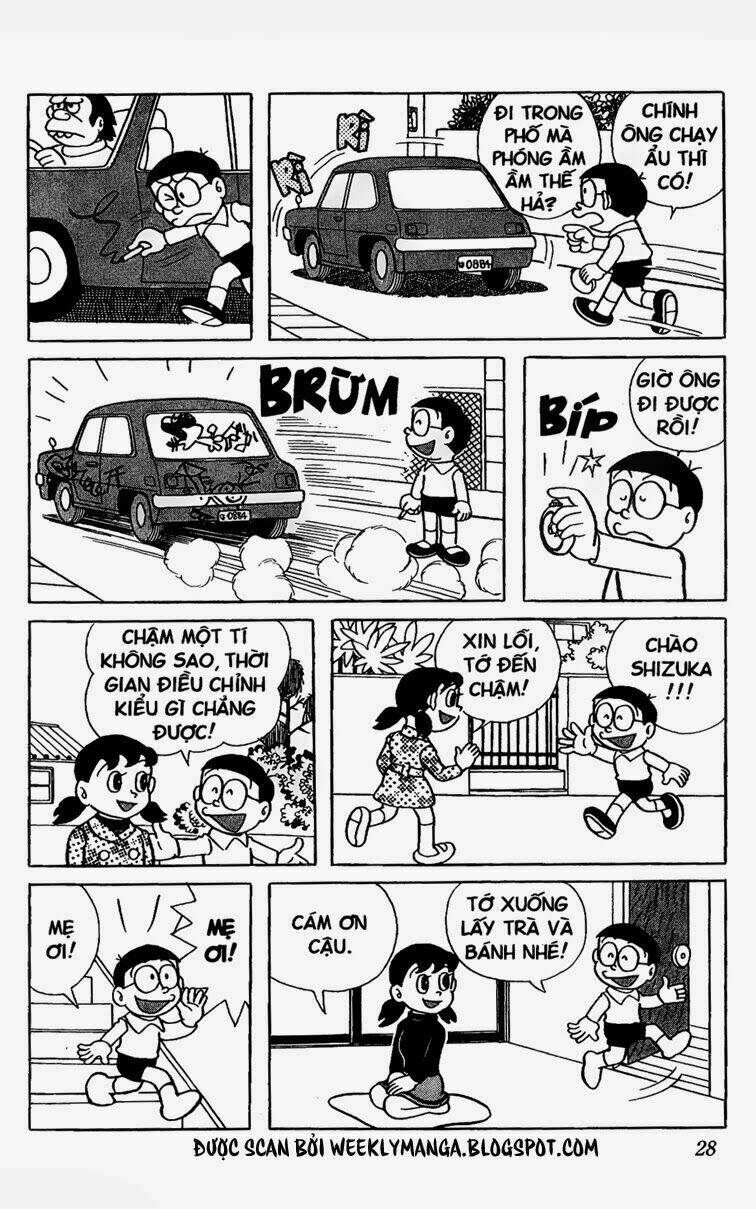 CHÍNH
ÔNG CHẠY
ẨU THÌ
CÓ!
ĐI TRONG
PHỐ MÀ
PHÓNG ẦM
ẦM THẾ
HẢ?
RÌ
RÌ
0884
GIỜ ÔNG
ĐI ĐƯỢC
RỒI!
BÍP
BRỪM
0884
CHÀO
SHIZUKA
!!!
XIN LỖI,
TỚ ĐẾN
CHẬM!
CHẬM MỘT TÍ
KHÔNG SAO, THỜI
GIAN ĐIỀU CHỈNH
KIỂU GÌ CHẲNG
ĐƯỢC!
TỚ XUỐNG
LẤY TRÀ VÀ
BÁNH NHÉ!
CÁM ƠN
CẬU.
MẸ
ƠI!
MẸ
ƠI!
ĐƯỢC SCAN BỞI WEEKLYMANGA.BLOGSPOT.COM
28